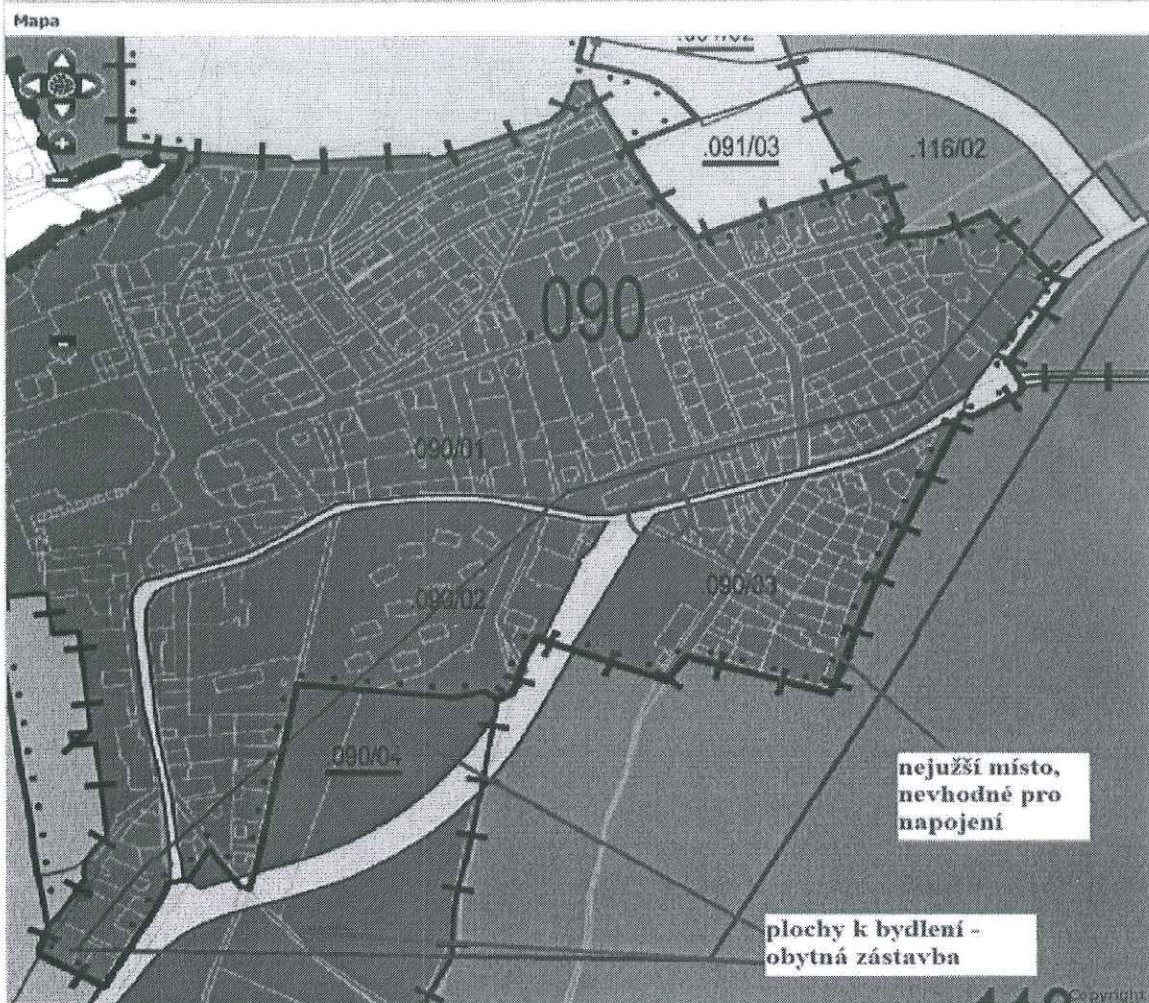 Mapa
.091/03
.116/02
.090
090/01
090/02
.090/03
.090/04
nejužší místo,
nevhodné pro
napojení
plochy k bydlení -
obytná zástavba
Copyright